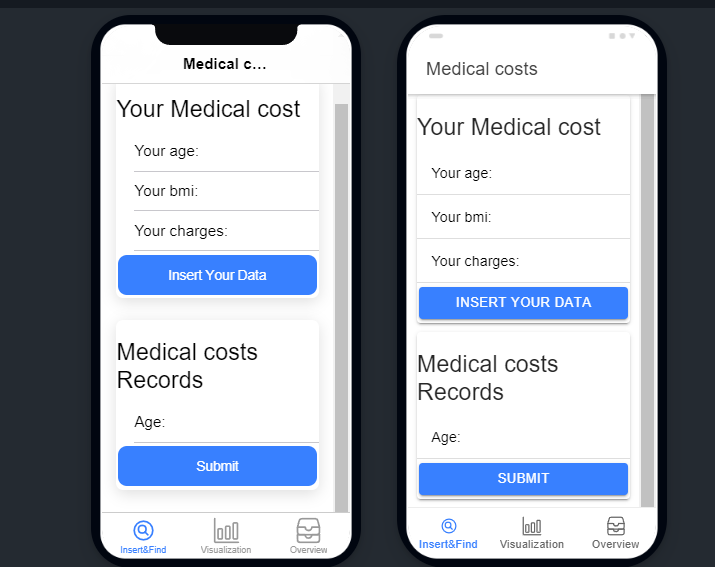 Medical c...
Your Medical cost
Your age:
Your bmi:
Your charges:
Insert Your Data
Medical costs
Records
Age:
Submit
Insert&Find Visualization Overview
Medical costs
Your Medical cost
Your age:
Your bmi:
Your charges:
INSERT YOUR DATA
Medical costs
Records
Age:
SUBMIT
Insert&Find Visualization Overview